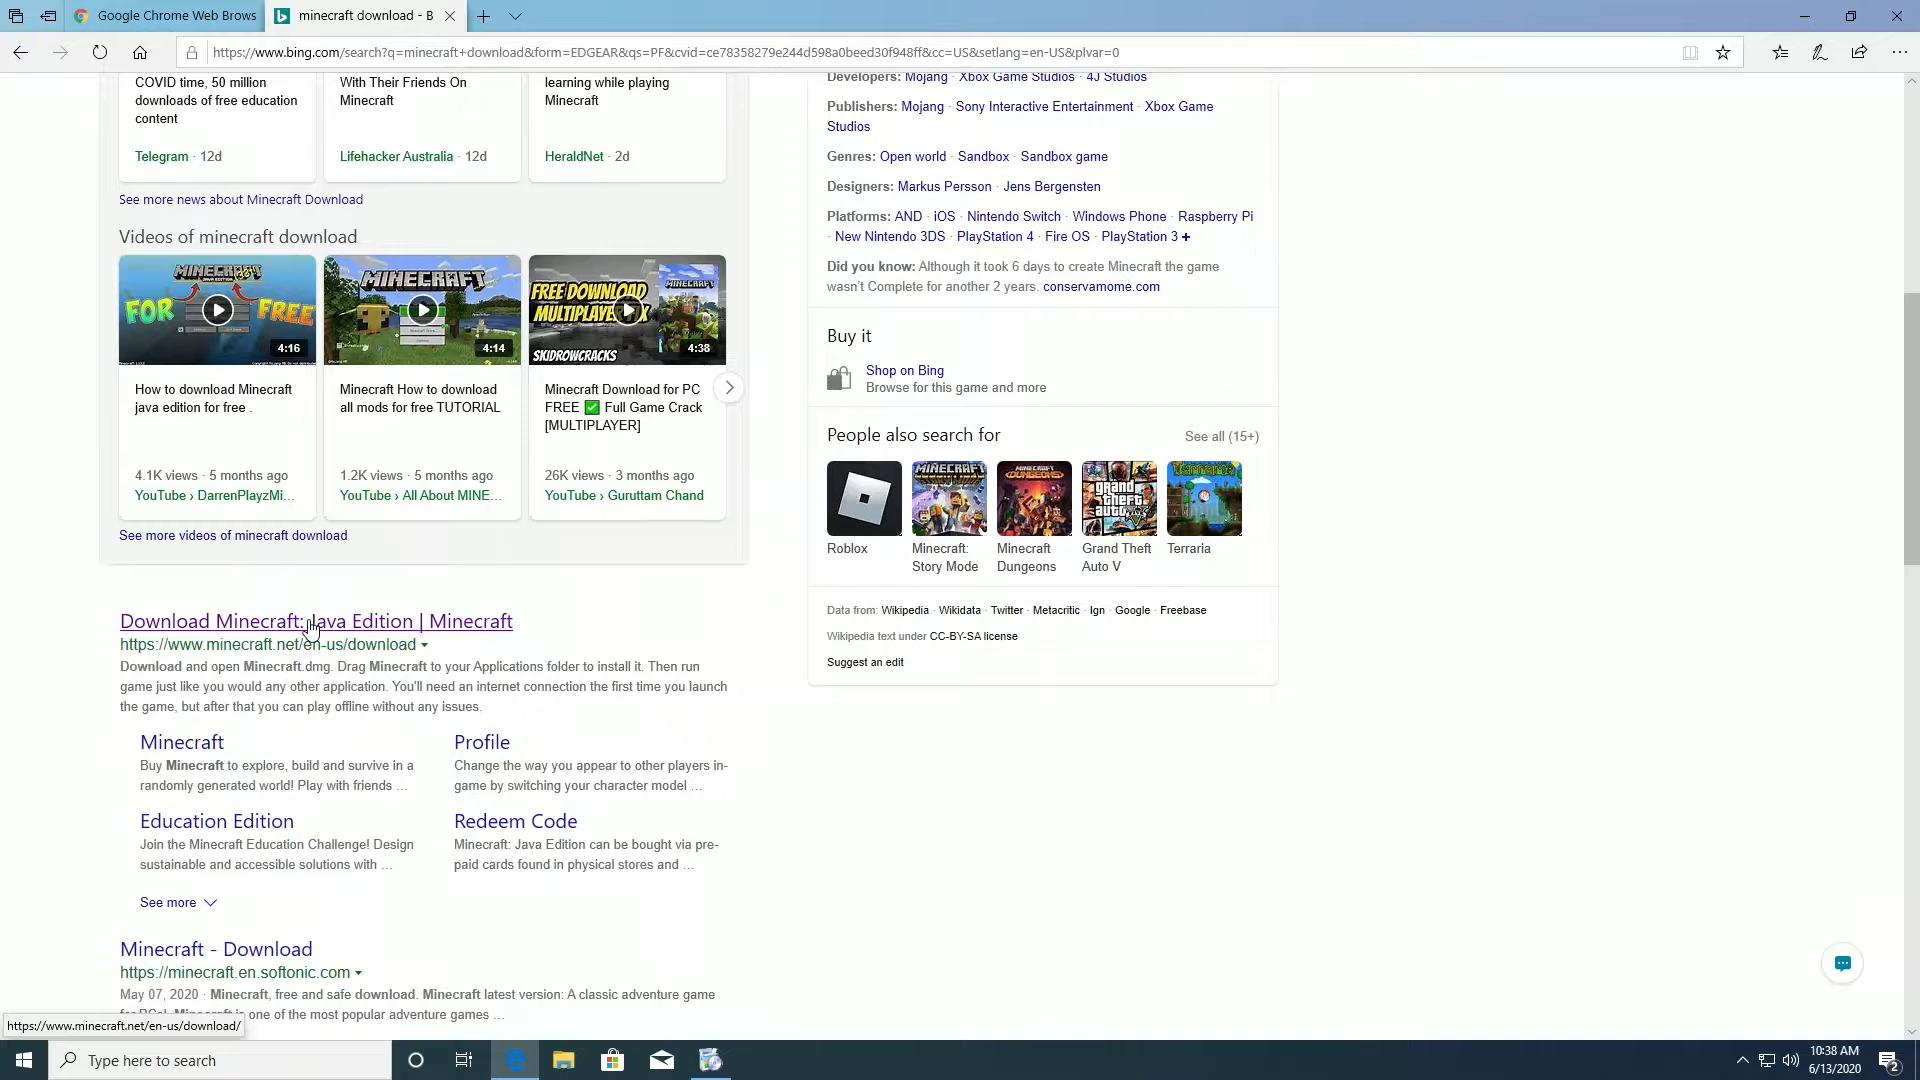 Google Chrome Web Brows
minecraft download - B
https://www.bing.com/search?q=minecraft+download&form=EDGEAR&qs=PF&cvid=ce78358279e244d598a0beed30f948ff&cc=US&setlang=en-US&plvar=0
COVID time, 50 million
downloads of free education
content
Telegram · 12d
With Their Friends On
Minecraft
Lifehacker Australia · 12d
learning while playing
Minecraft
HeraldNet · 2d
See more news about Minecraft Download
Videos of minecraft download
MINECRAFT
FOR
FREE
4:16
How to download Minecraft
java edition for free .
4.1K views · 5 months ago
YouTube › DarrenPlayzMi...
MINECRAFT
4:14
Minecraft How to download
all mods for free TUTORIAL
1.2K views · 5 months ago
YouTube › All About MINE...
FREE DOWNLOAD
SKIDROWCRACKS
4:38
Minecraft Download for PC
FREE ✅ Full Game Crack
[MULTIPLAYER]
26K views · 3 months ago
YouTube › Guruttam Chand
See more videos of minecraft download
Download Minecraft: Java Edition | Minecraft
https://www.minecraft.net/en-us/download
Download and open Minecraft.dmg. Drag Minecraft to your Applications folder to install it. Then run
game just like you would any other application. You'll need an internet connection the first time you launch
the game, but after that you can play offline without any issues.
Minecraft
Buy Minecraft to explore, build and survive in a
randomly generated world! Play with friends ...
Profile
Change the way you appear to other players in-
game by switching your character model ...
Education Edition
Join the Minecraft Education Challenge! Design
sustainable and accessible solutions with ...
Redeem Code
Minecraft: Java Edition can be bought via pre-
paid cards found in physical stores and ...
See more
Minecraft - Download
https://minecraft.en.softonic.com
May 07, 2020 · Minecraft, free and safe download. Minecraft latest version: A classic adventure game
is one of the most popular adventure games ...
https://www.minecraft.net/en-us/download/
Developers: Mojang · Xbox Game Studios · 4J Studios
Publishers: Mojang · Sony Interactive Entertainment · Xbox Game
Studios
Genres: Open world · Sandbox · Sandbox game
Designers: Markus Persson · Jens Bergensten
Platforms: AND · iOS · Nintendo Switch · Windows Phone · Raspberry Pi
· New Nintendo 3DS · PlayStation 4 · Fire OS · PlayStation 3 +
Did you know: Although it took 6 days to create Minecraft the game
wasn't Complete for another 2 years. conservamome.com
Buy it
Shop on Bing
Browse for this game and more
People also search for
See all (15+)
Roblox
Minecraft:
Story Mode
Minecraft
Dungeons
Grand Theft
Auto V
Terraria
Data from: Wikipedia · Wikidata · Twitter · Metacritic · Ign · Google · Freebase
Wikipedia text under CC-BY-SA license
Suggest an edit
Type here to search
10:38 AM
6/13/2020
2